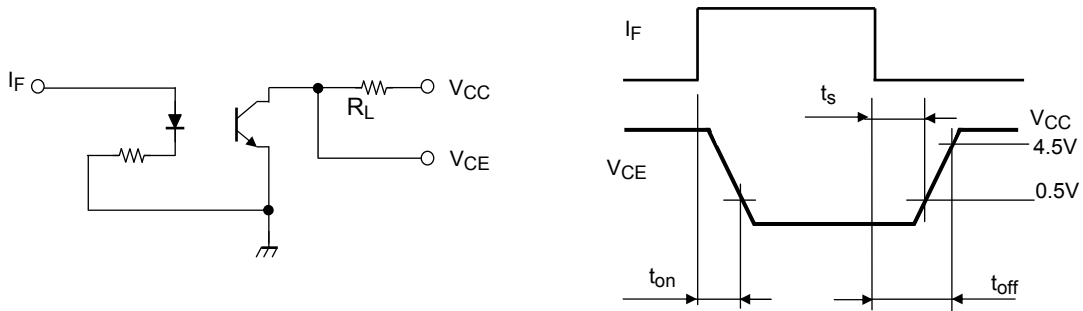 IF
VCC
RL
VCE
IF
ts
VCC
4.5V
VCE
0.5V
ton
toff